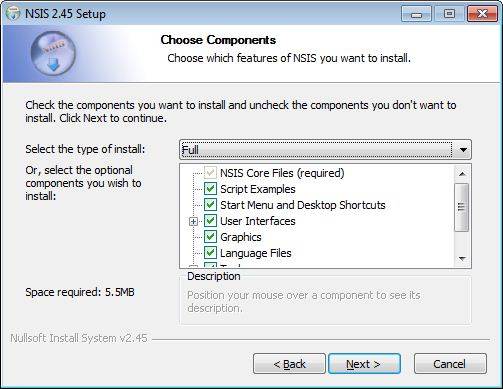 NSIS 2.45 Setup
Choose Components
Choose which features of NSIS you want to install.
Check the components you want to install and uncheck the components you don't want to
install. Click Next to continue.
Select the type of install:
Full
Or, select the optional
components you wish to
install:
NSIS Core Files (required)
Script Examples
Start Menu and Desktop Shortcuts
User Interfaces
Graphics
Language Files
Space required: 5.5MB
Description
Position your mouse over a component to see its
description.
Nullsoft Install System v2.45
< Back
Next >
Cancel